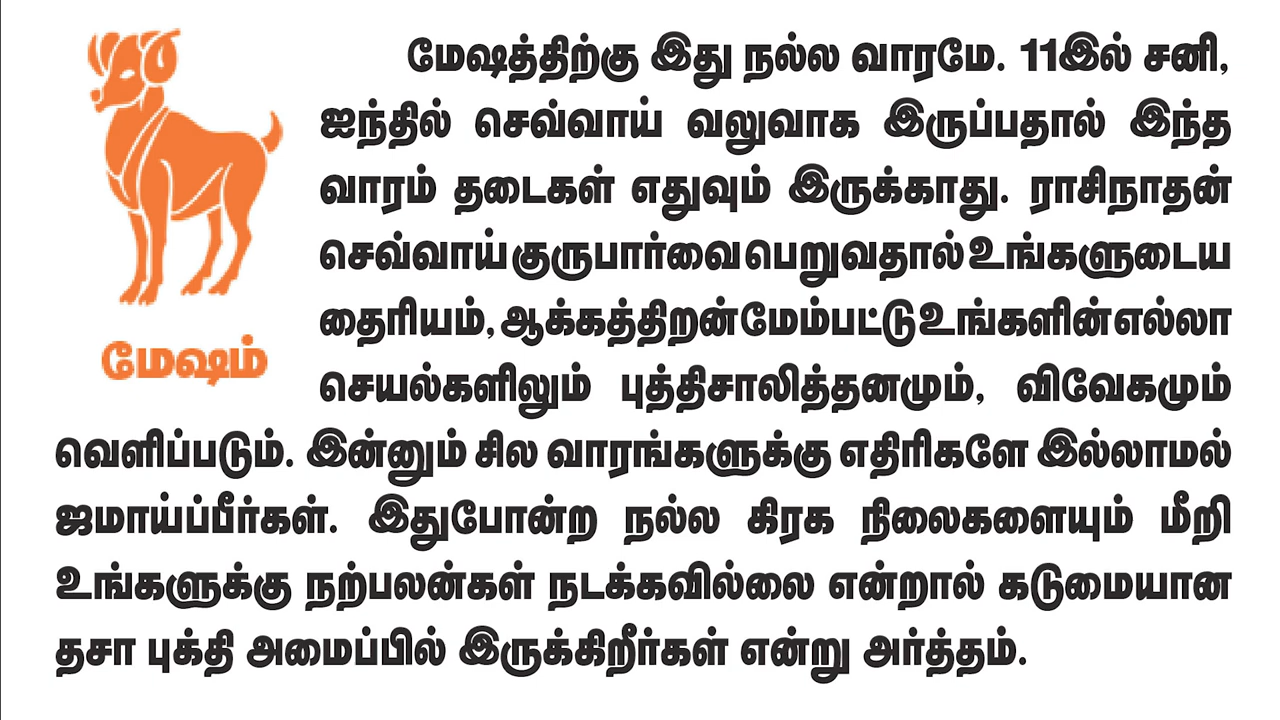 மேஷத்திற்கு இது நல்ல வாரமே. 11இல் சனி,
ஐந்தில் செவ்வாய் வலுவாக இருப்பதால் இந்த
வாரம் தடைகள் எதுவும் இருக்காது. ராசிநாதன்
செவ்வாய் குரு பார்வை பெறுவதால் உங்களுடைய
தைரியம், ஆக்கத்திறன் மேம்பட்டு உங்களின் எல்லா
மேஷம்
செயல்களிலும் புத்திசாலித்தனமும், விவேகமும்
வெளிப்படும். இன்னும் சில வாரங்களுக்கு எதிரிகளே இல்லாமல்
ஜமாய்ப்பீர்கள். இதுபோன்ற நல்ல கிரக நிலைகளையும் மீறி
உங்களுக்கு நற்பலன்கள் நடக்கவில்லை என்றால் கடுமையான
தசா புக்தி அமைப்பில் இருக்கிறீர்கள் என்று அர்த்தம்.